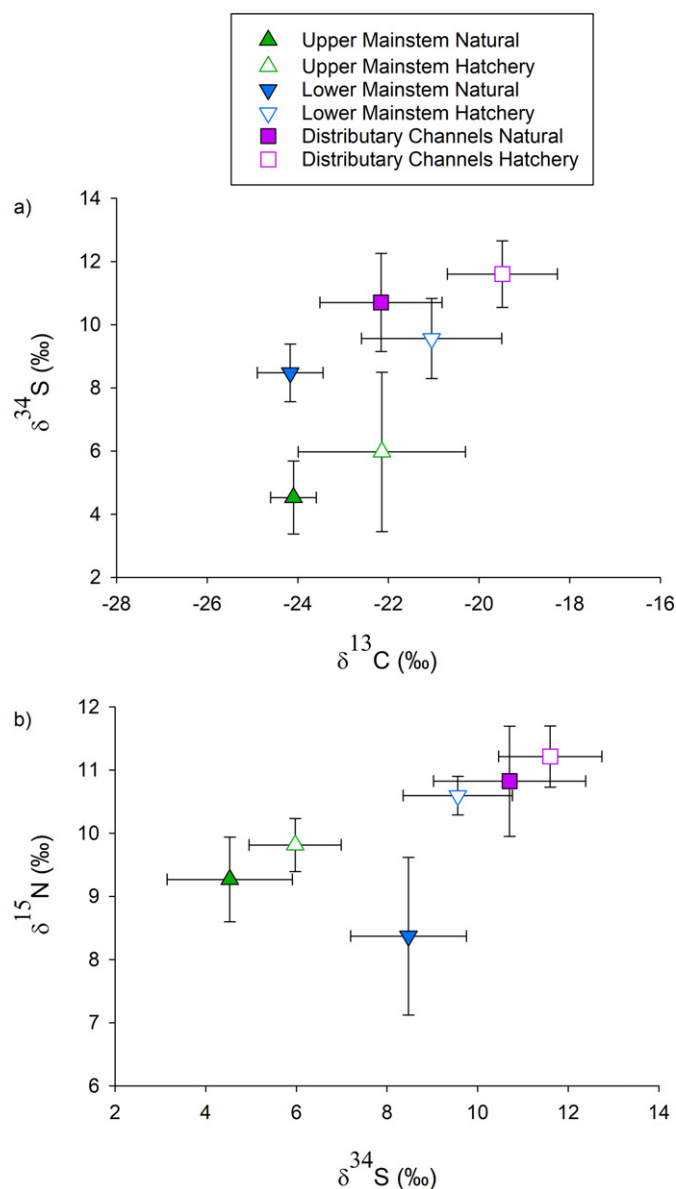 Upper Mainstem Natural
Upper Mainstem Hatchery
Lower Mainstem Natural
Lower Mainstem Hatchery
Distributary Channels Natural
Distributary Channels Hatchery
a)
14
12
10
8
6
4
2
δ34S (‰)
-28 -26 -24 -22 -20 -18 -16
δ13C (‰)
b)
12
11
10
9
8
7
6
δ15N (‰)
2 4 6 8 10 12 14
δ34S (‰)